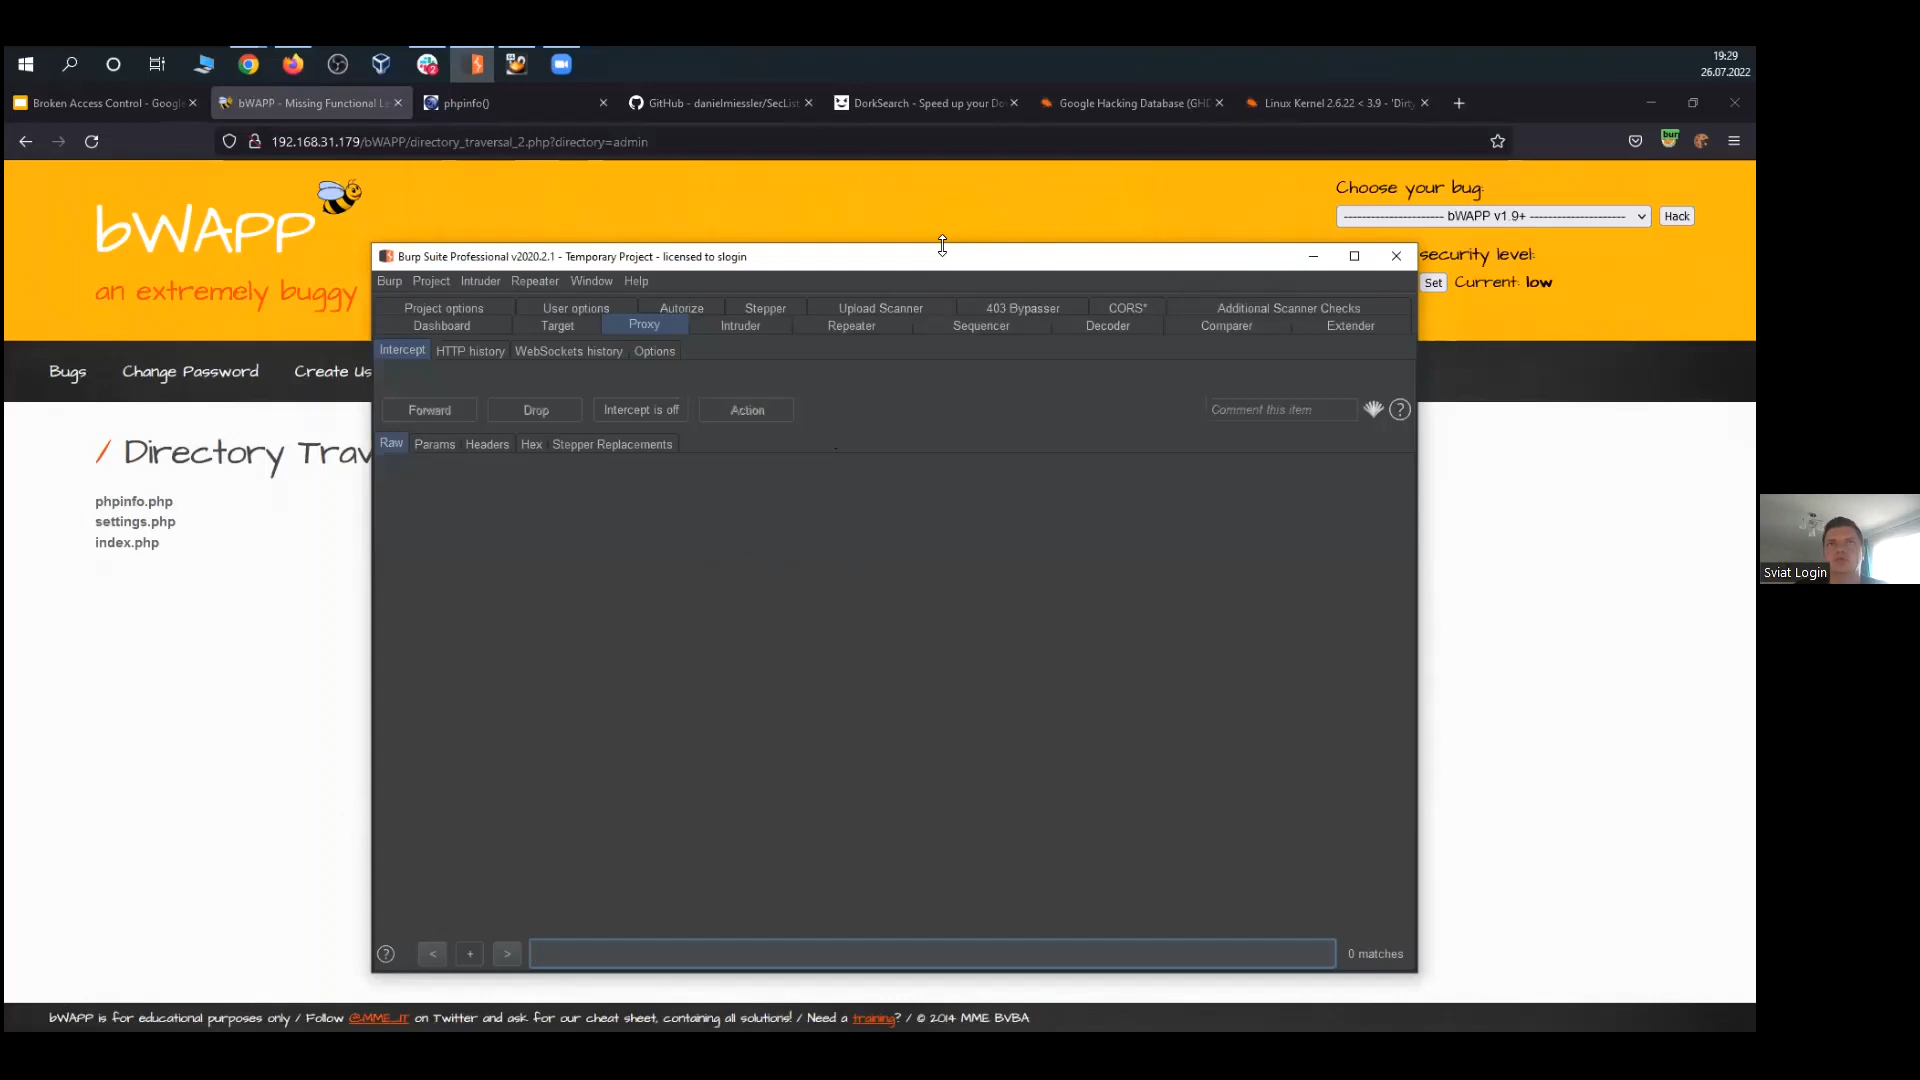 19:29
26.07.2022
Broken Access Control - Google
bWAPP - Missing Functional Le
phpinfo()
GitHub - danielmiessler/SecList
DorkSearch - Speed up your Do
Google Hacking Database (GHD
Linux Kernel 2.6.22 < 3.9 - 'Dirty
192.168.31.179/bWAPP/directory_traversal_2.php?directory=admin
bWAPP
an extremely buggy
Choose your bug:
---------------------- bWAPP v1.9+ ----------------------
Hack
security level:
Set Current: low
Burp Suite Professional v2020.2.1 - Temporary Project - licensed to slogin
Burp Project Intruder Repeater Window Help
Project options User options Autorize Stepper Upload Scanner 403 Bypasser CORS* Additional Scanner Checks
Dashboard Target Proxy Intruder Repeater Sequencer Decoder Comparer Extender
Intercept HTTP history WebSockets history Options
Bugs Change Password Create Us
Forward Drop Intercept is off Action Comment this item ?
Raw Params Headers Hex Stepper Replacements
/ Directory Trav
phpinfo.php
settings.php
index.php
Sviat Login
? < + > 0 matches
bWAPP is for educational purposes only / Follow @MME_IT on Twitter and ask for our cheat sheet, containing all solutions! / Need a training? / © 2014 MME BVBA